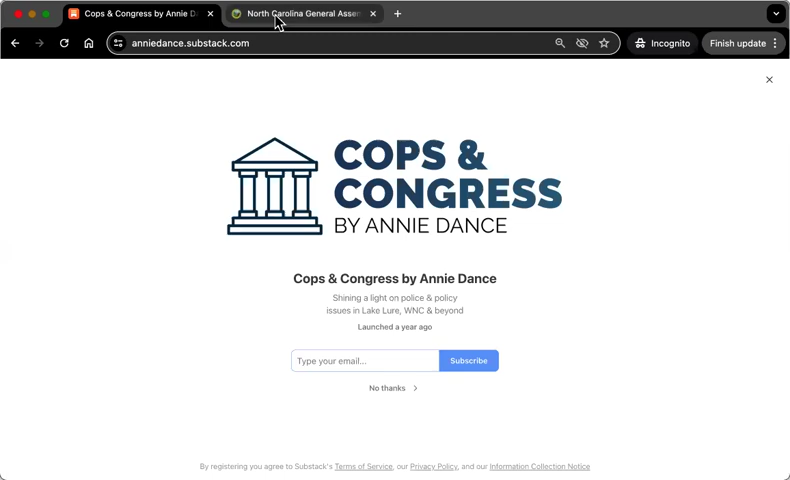 Cops & Congress by Annie Da
North Carolina General Assem
anniedance.substack.com
Incognito
Finish update
COPS &
CONGRESS
BY ANNIE DANCE
Cops & Congress by Annie Dance
Shining a light on police & policy
issues in Lake Lure, WNC & beyond
Launched a year ago
Type your email...
Subscribe
No thanks
By registering you agree to Substack's Terms of Service, our Privacy Policy, and our Information Collection Notice